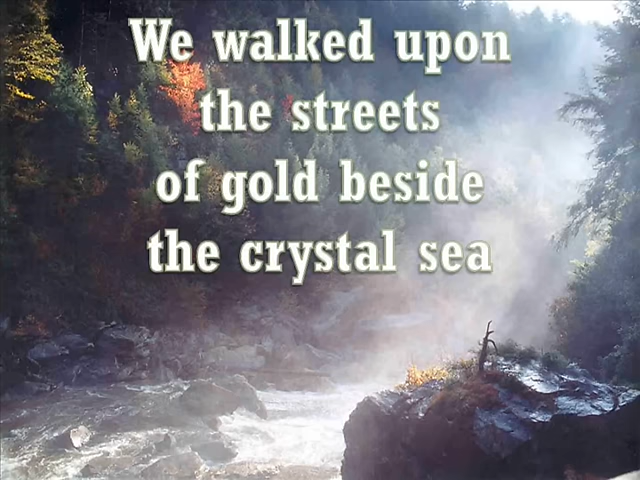 We walked upon
the streets
of gold beside
the crystal sea